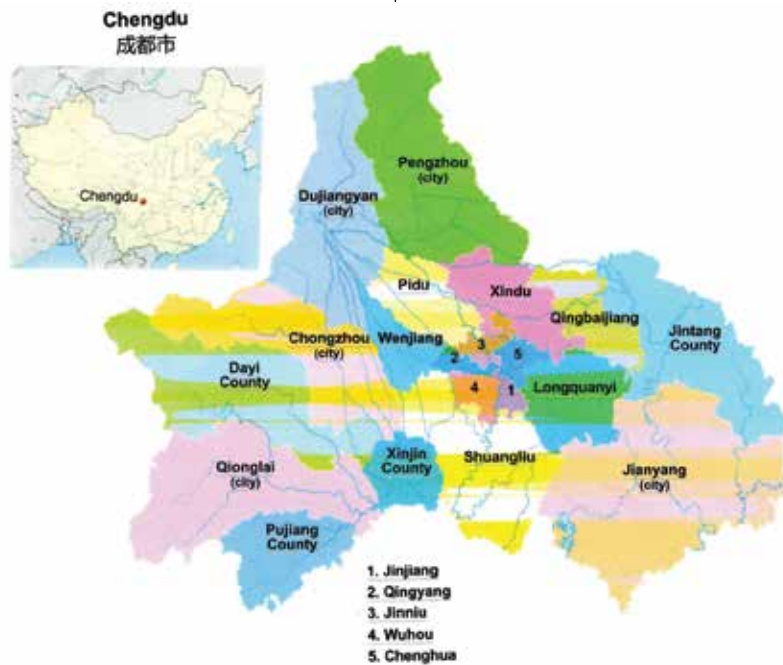 Chengdu
成都市
Chengdu
Pengzhou
(city)
Dujiangyan
(city)
Pidu
Xindu
Qingbaijiang
Jintang
County
Chongzhou
(city)
Wenjiang
3
2
5
Dayi
County
4
1
Longquanyi
Qionglai
(city)
Xinjin
County
Shuangliu
Jianyang
(city)
Pujiang
County
1. Jinjiang
2. Qingyang
3. Jinniu
4. Wuhou
5. Chenghua